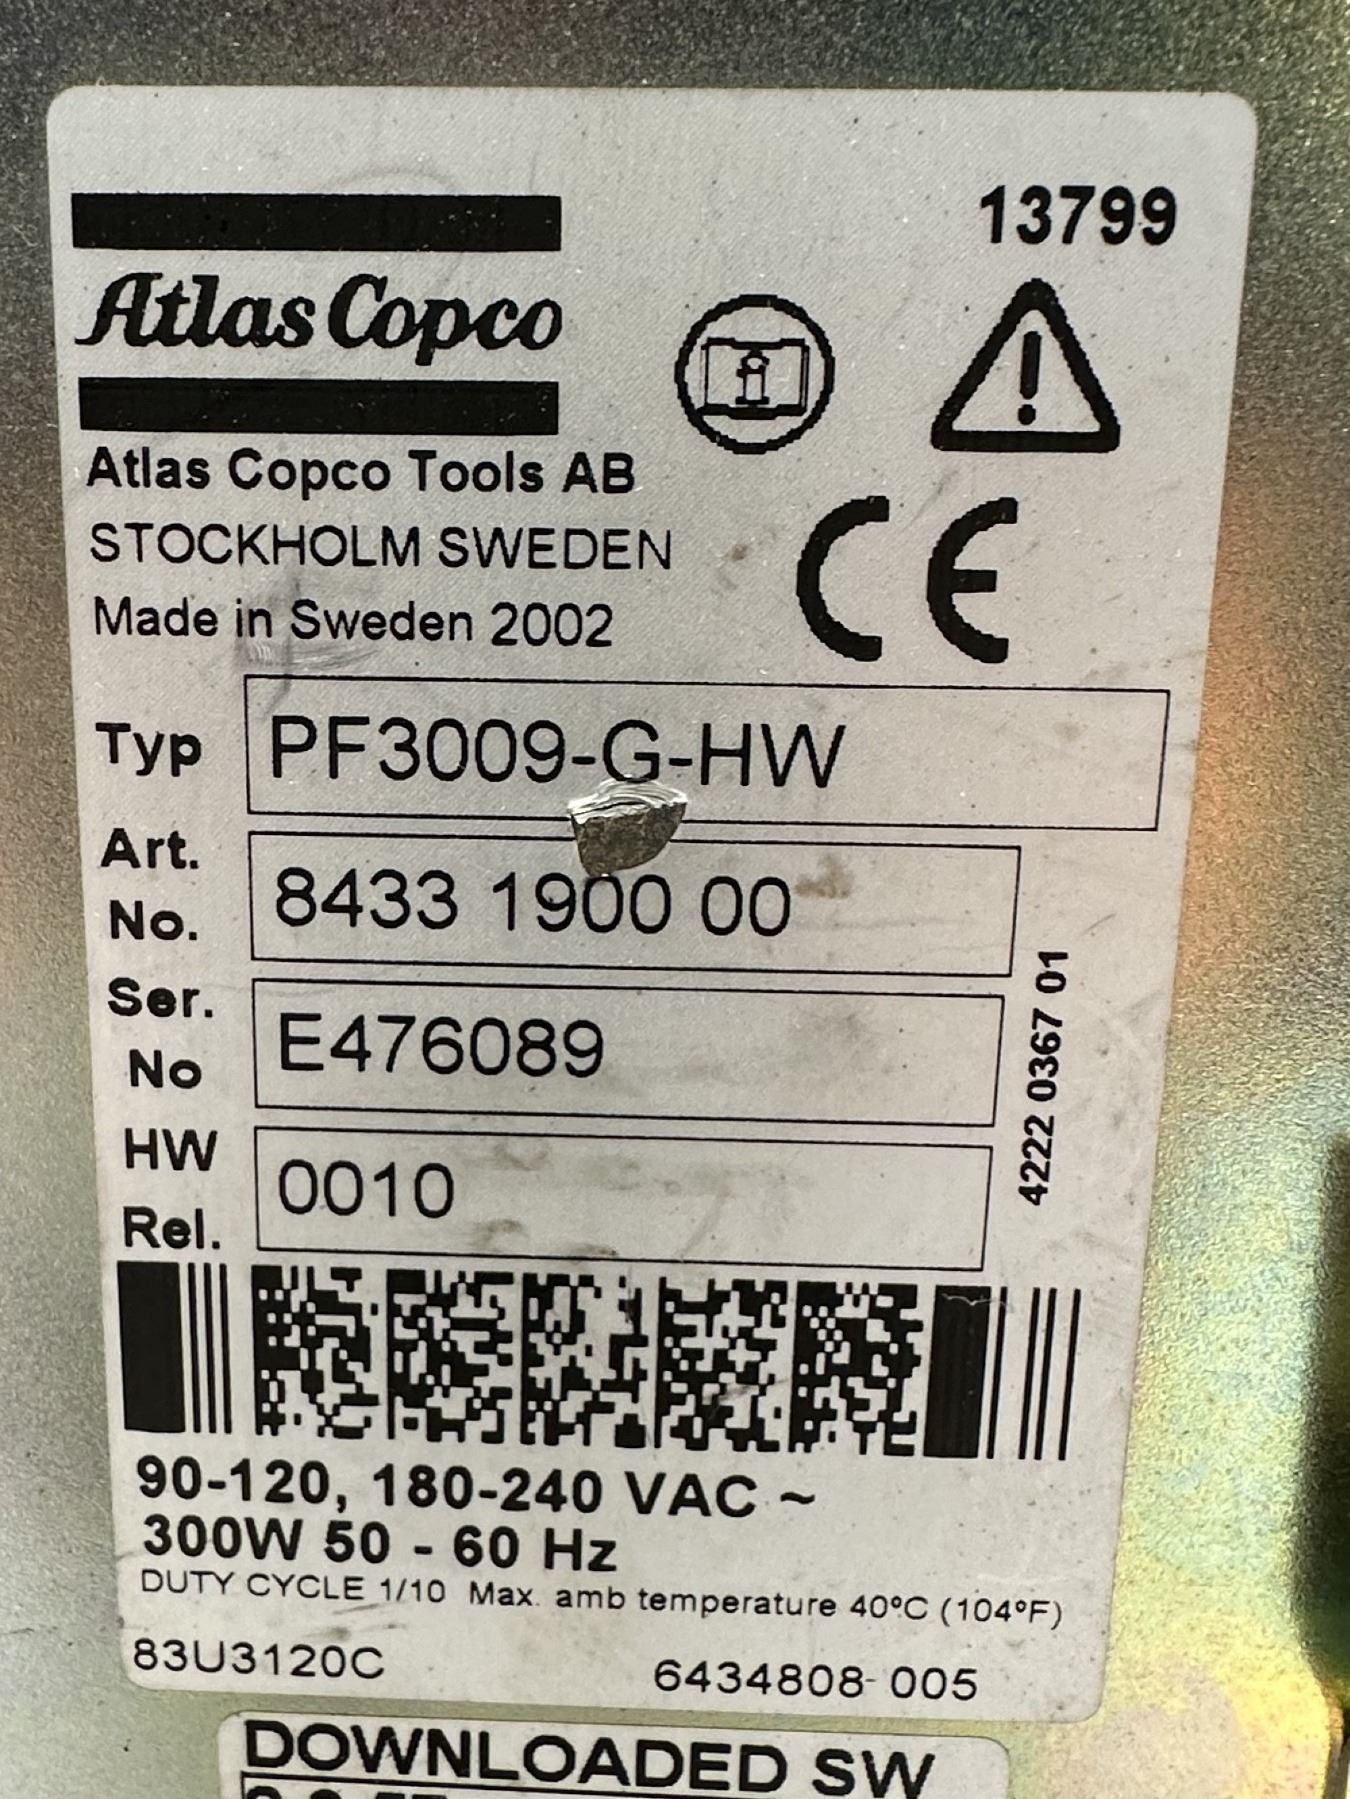 13799
Atlas Copco
Atlas Copco Tools AB
STOCKHOLM SWEDEN
Made in Sweden 2002
CE
Typ PF3009-G-HW
Art. No. 8433 1900 00
Ser. No E476089
HW Rel. 0010
4222 0367 01
90-120, 180-240 VAC ~
300W 50 - 60 Hz
DUTY CYCLE 1/10 Max. amb temperature 40°C (104°F)
83U3120C 6434808-005
DOWNLOADED SW